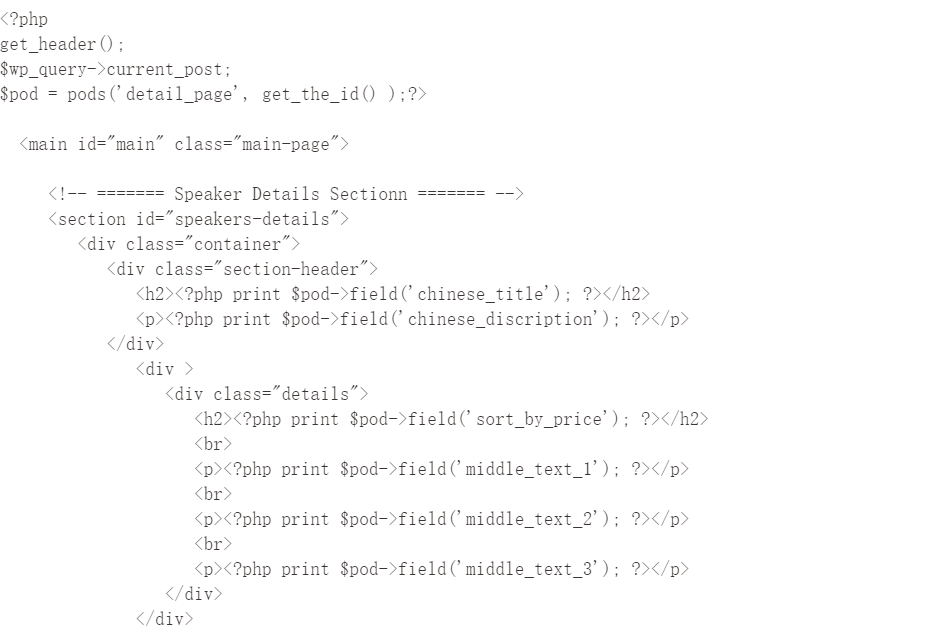 <?php
get_header();
$wp_query->current_post;
$pod = pods('detail_page', get_the_id() );?>
<main id="main" class="main-page">
<!-- ======= Speaker Details Sectionn ======= -->
<section id="speakers-details">
<div class="container">
<div class="section-header">
<h2><?php print $pod->field('chinese_title'); ?></h2>
<p><?php print $pod->field('chinese_discription'); ?></p>
</div>
<div >
<div class="details">
<h2><?php print $pod->field('sort_by_price'); ?></h2>
<br>
<p><?php print $pod->field('middle_text_1'); ?></p>
<br>
<p><?php print $pod->field('middle_text_2'); ?></p>
<br>
<p><?php print $pod->field('middle_text_3'); ?></p>
</div>
</div>